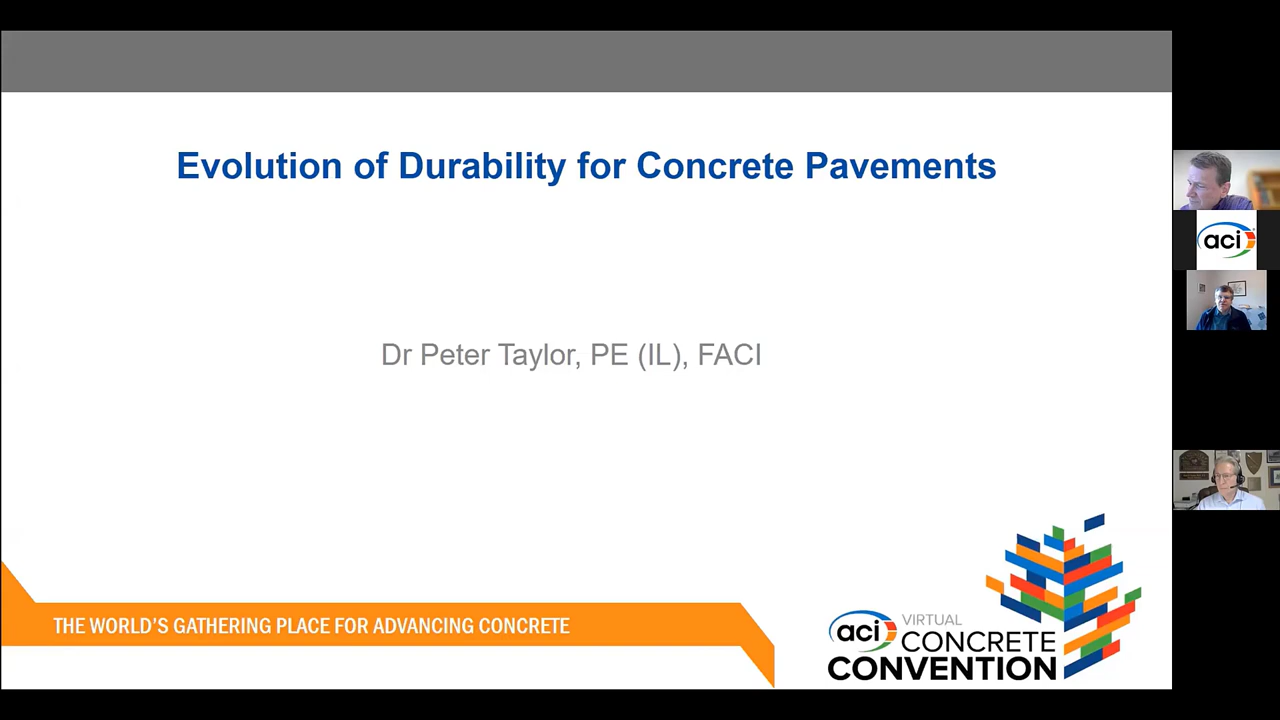 Evolution of Durability for Concrete Pavements
Dr Peter Taylor, PE (IL), FACI
THE WORLD'S GATHERING PLACE FOR ADVANCING CONCRETE
aci VIRTUAL
CONCRETE
CONVENTION
aci